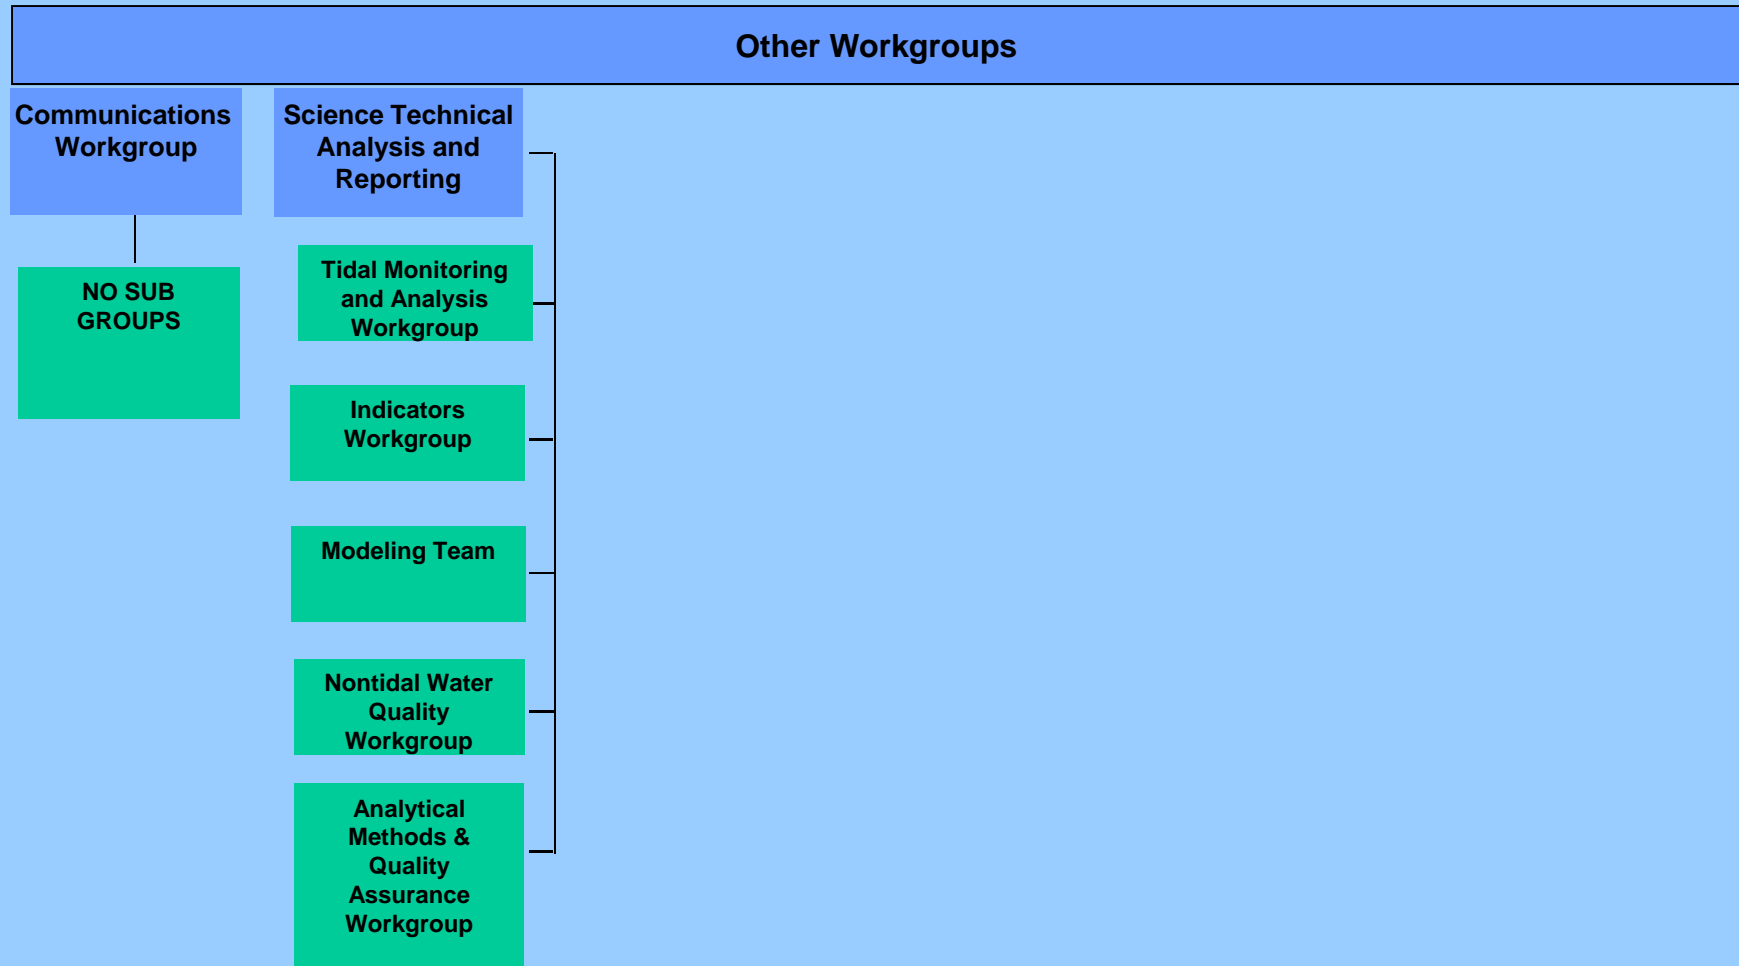 Other Workgroups
Communications
Workgroup
NO SUB
GROUPS
Science Technical
Analysis and
Reporting
Tidal Monitoring
and Analysis
Workgroup
Indicators
Workgroup
Modeling Team
Nontidal Water
Quality
Workgroup
Analytical
Methods &
Quality
Assurance
Workgroup